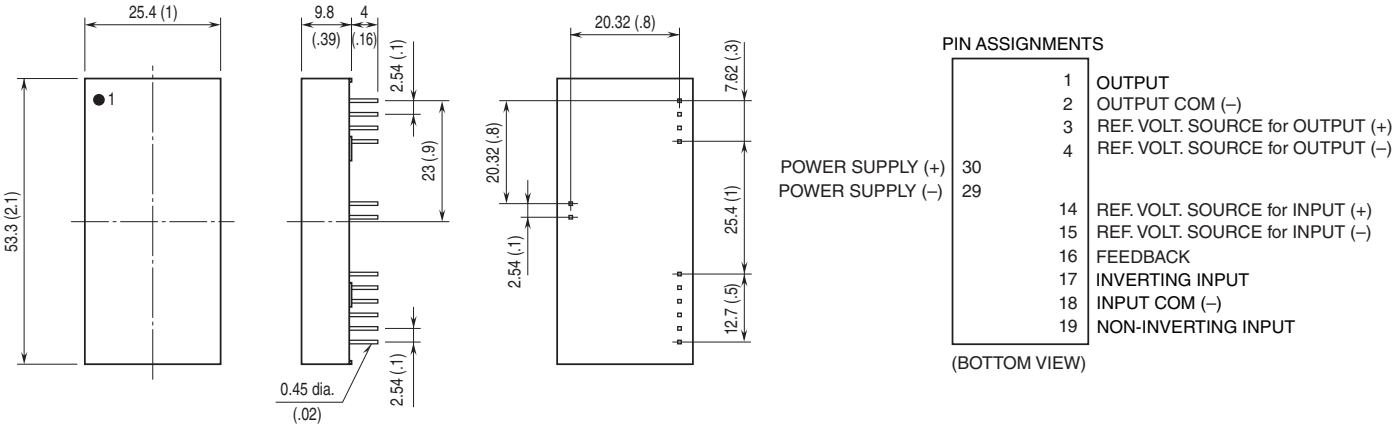 25.4 (1)
53.3 (2.1)
1
9.8
(.39)
4
(.16)
2.54 (.1)
23 (.9)
2.54 (.1)
0.45 dia.
(.02)
20.32 (.8)
20.32 (.8)
2.54 (.1)
7.62 (.3)
25.4 (1)
12.7 (.5)
PIN ASSIGNMENTS
1 OUTPUT
2 OUTPUT COM (–)
3 REF. VOLT. SOURCE for OUTPUT (+)
4 REF. VOLT. SOURCE for OUTPUT (–)
POWER SUPPLY (+) 30
POWER SUPPLY (–) 29
14 REF. VOLT. SOURCE for INPUT (+)
15 REF. VOLT. SOURCE for INPUT (–)
16 FEEDBACK
17 INVERTING INPUT
18 INPUT COM (–)
19 NON-INVERTING INPUT
(BOTTOM VIEW)